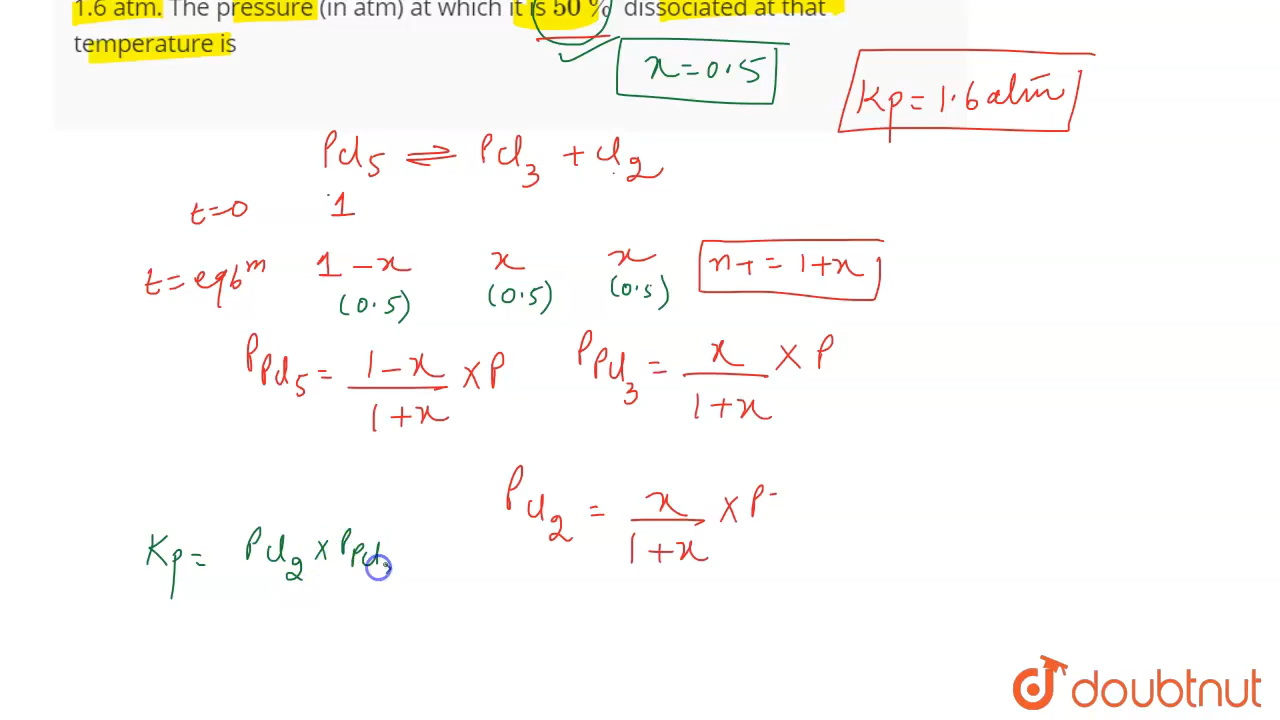 1.6 atm. The pressure (in atm) at which it is 50 % dissociated at that
temperature is
x=0.5
Kp = 1.6 atm
PCl5 ⇌ PCl3 + Cl2
t=0 1
t= eqbm 1-x x x nT = 1+x
(0.5) (0.5) (0.5)
PPCl5 = 1-x / 1+x × P PPCl3 = x / 1+x × P
PCl2 = x / 1+x × P
Kp = PCl2 × PPCl3
doubtnut